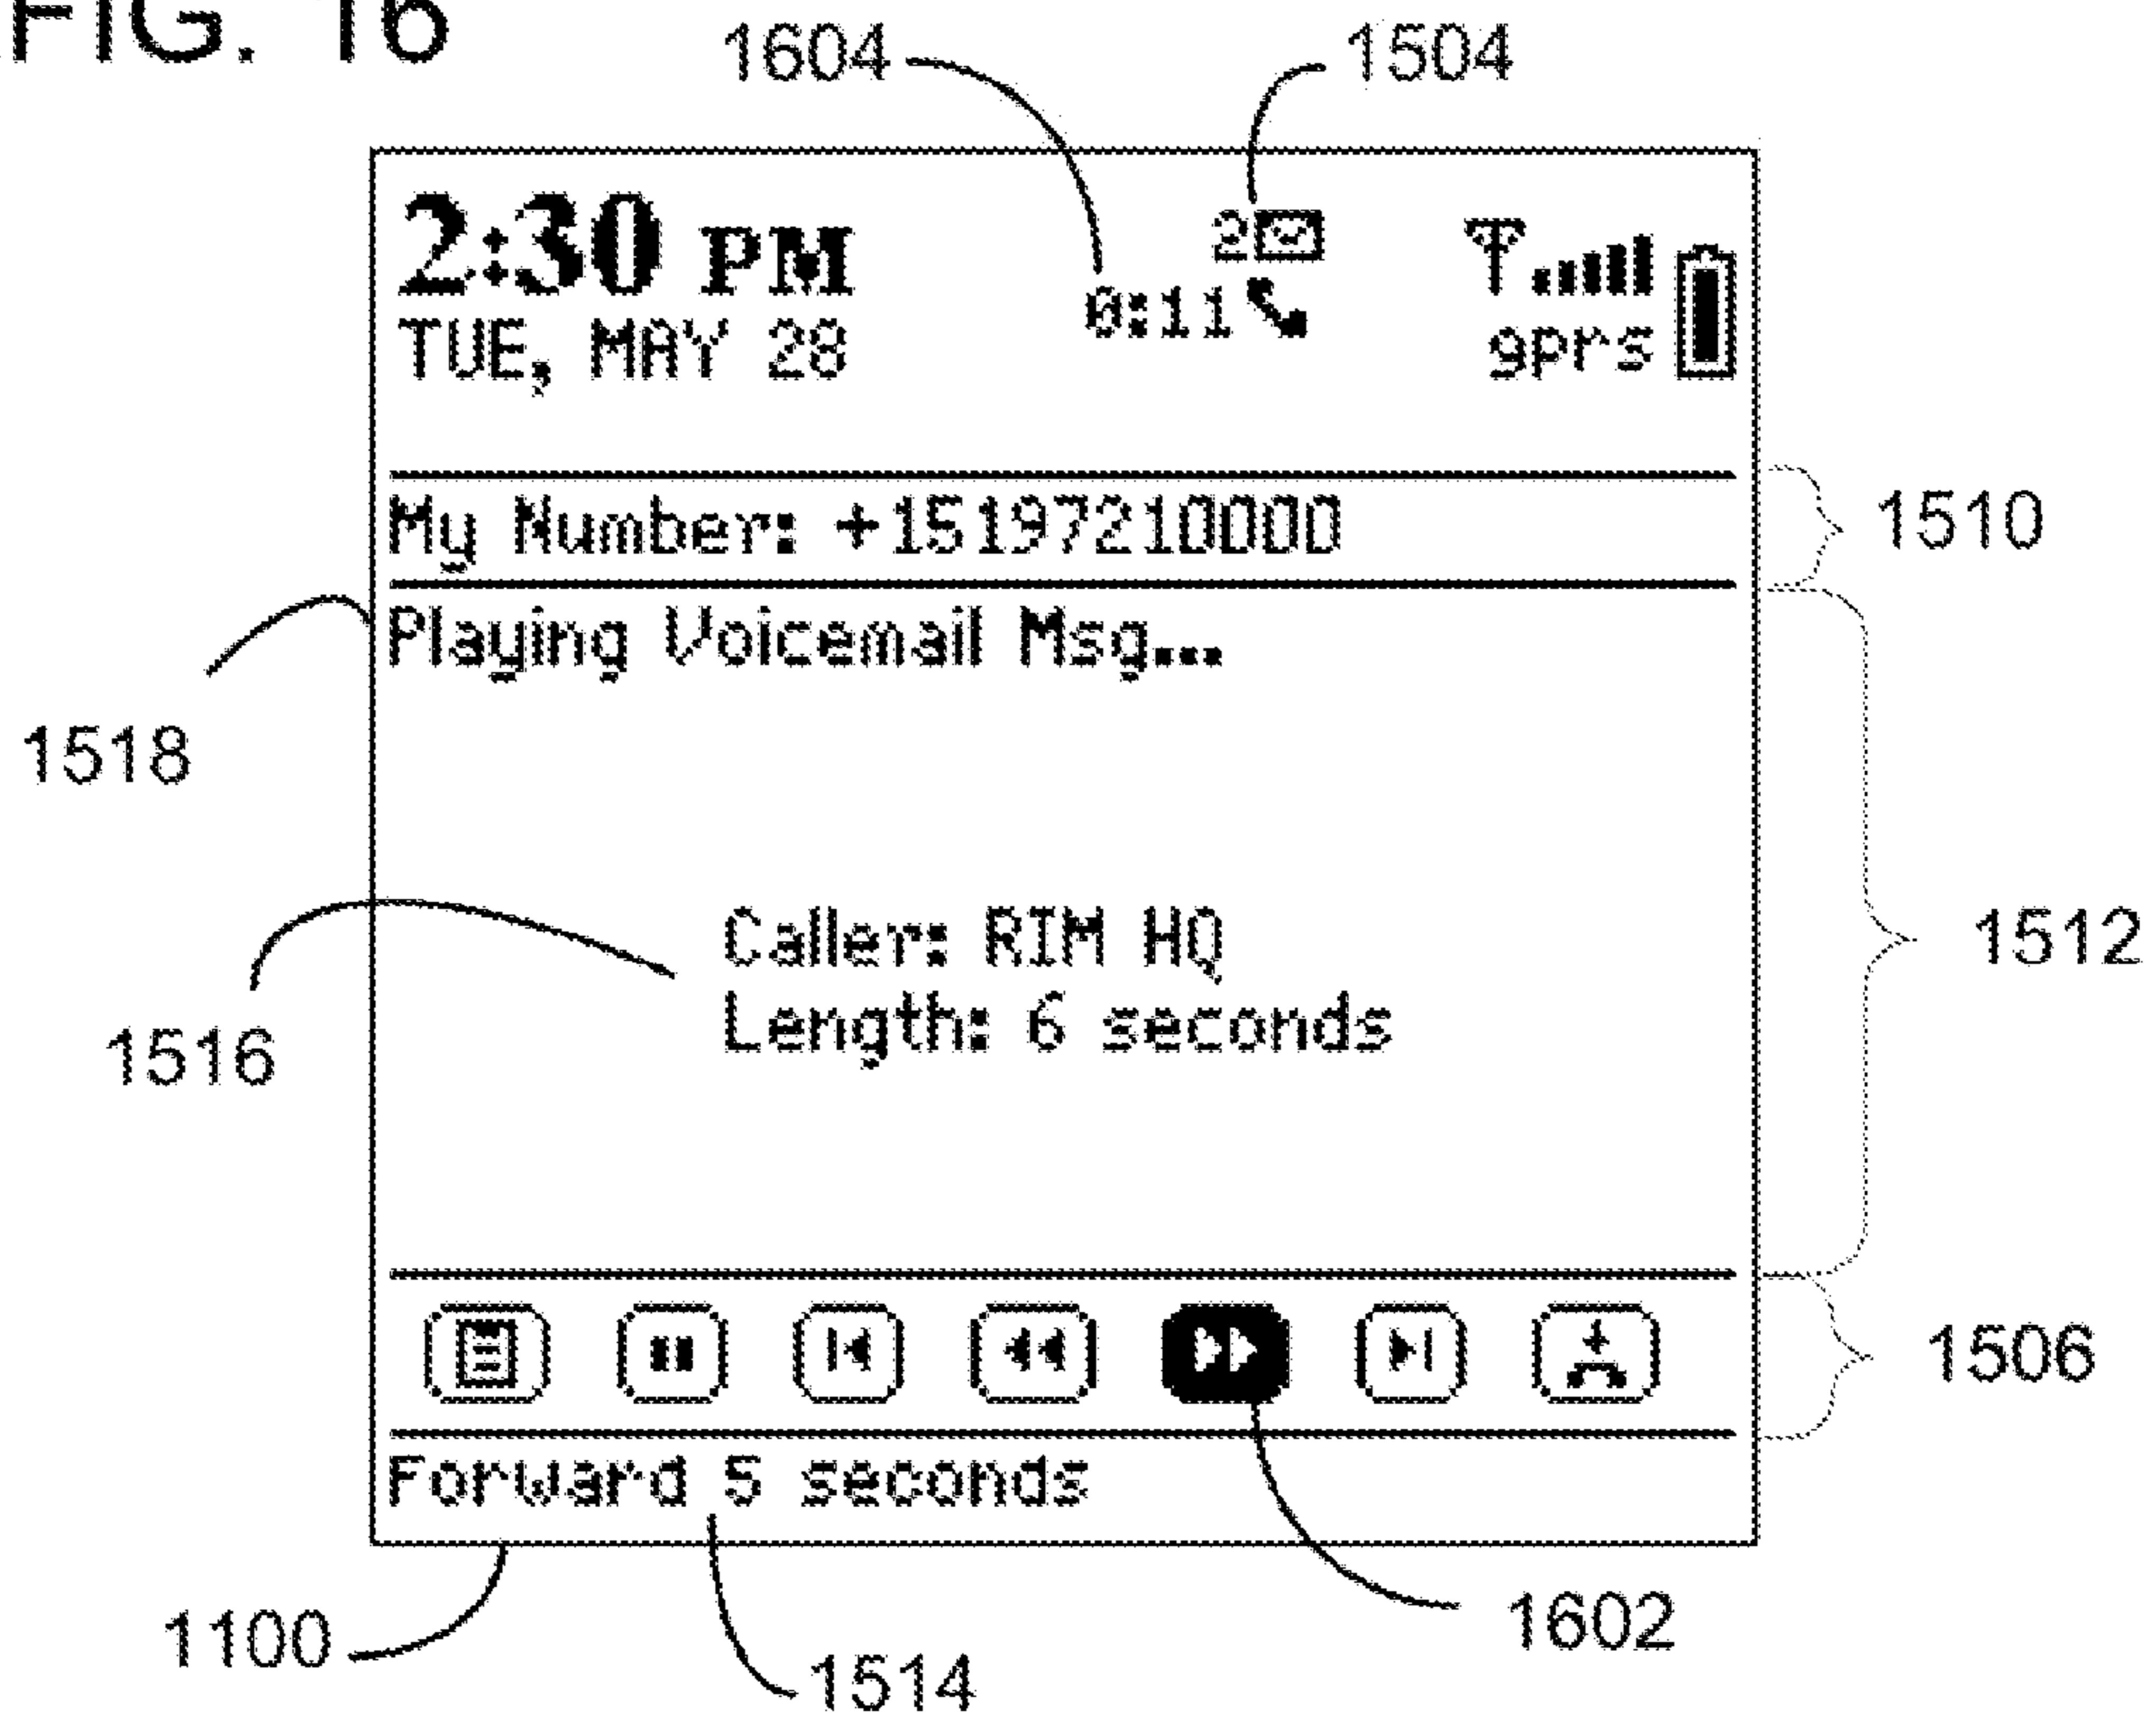 FIG. 16
1604
1504
2:30 PM
2
0:11
TUE, MAY 28
gprs
My Number: +15197210000
1510
Playing Voicemail Msg...
1518
1512
Caller: RIM HQ
Length: 6 seconds
1516
1506
Forward 5 seconds
1100
1514
1602